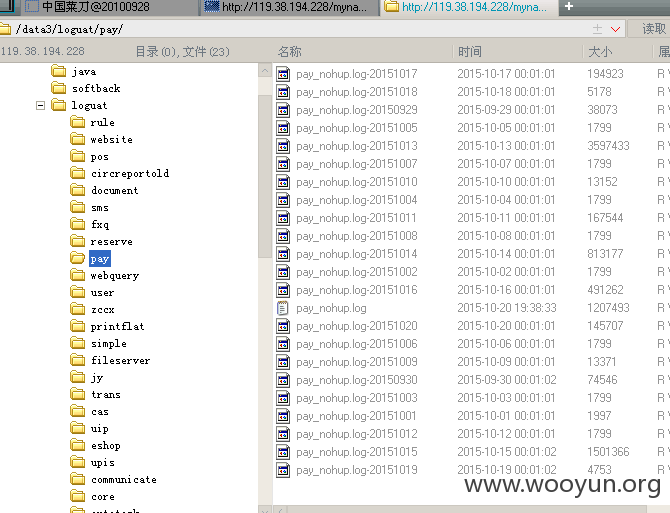 中国菜刀@20100928 http://119.38.194.228/myna... http://119.38.194.228/myna...
/data3/loguat/pay/ 读取
119.38.194.228 目录(0),文件(23) 名称 时间 大小 属
java
softback
loguat
rule
website
pos
circreportold
document
sms
fxq
reserve
pay
webquery
user
zccx
printflat
simple
fileserver
jy
trans
cas
uip
eshop
upis
communicate
core
pay_nohup.log-20151017 2015-10-17 00:01:01 194923 R
pay_nohup.log-20151018 2015-10-18 00:01:01 5178 R
pay_nohup.log-20150929 2015-09-29 00:01:01 38073 R
pay_nohup.log-20151005 2015-10-05 00:01:01 1799 R
pay_nohup.log-20151013 2015-10-13 00:01:01 3597433 R
pay_nohup.log-20151007 2015-10-07 00:01:01 1799 R
pay_nohup.log-20151010 2015-10-10 00:01:01 13152 R
pay_nohup.log-20151004 2015-10-04 00:01:01 1799 R
pay_nohup.log-20151011 2015-10-11 00:01:01 167544 R
pay_nohup.log-20151008 2015-10-08 00:01:01 1799 R
pay_nohup.log-20151014 2015-10-14 00:01:01 813177 R
pay_nohup.log-20151002 2015-10-02 00:01:01 1799 R
pay_nohup.log-20151016 2015-10-16 00:01:01 491262 R
pay_nohup.log 2015-10-20 19:38:33 1207493 R
pay_nohup.log-20151020 2015-10-20 00:01:01 145707 R
pay_nohup.log-20151006 2015-10-06 00:01:01 1799 R
pay_nohup.log-20151009 2015-10-09 00:01:01 13371 R
pay_nohup.log-20150930 2015-09-30 00:01:02 74546 R
pay_nohup.log-20151003 2015-10-03 00:01:01 1799 R
pay_nohup.log-20151001 2015-10-01 00:01:01 1997 R
pay_nohup.log-20151012 2015-10-12 00:01:01 1799 R
pay_nohup.log-20151015 2015-10-15 00:01:02 1501366 R
pay_nohup.log-20151019 2015-10-19 00:01:02 4753 R
www.wooyun.org